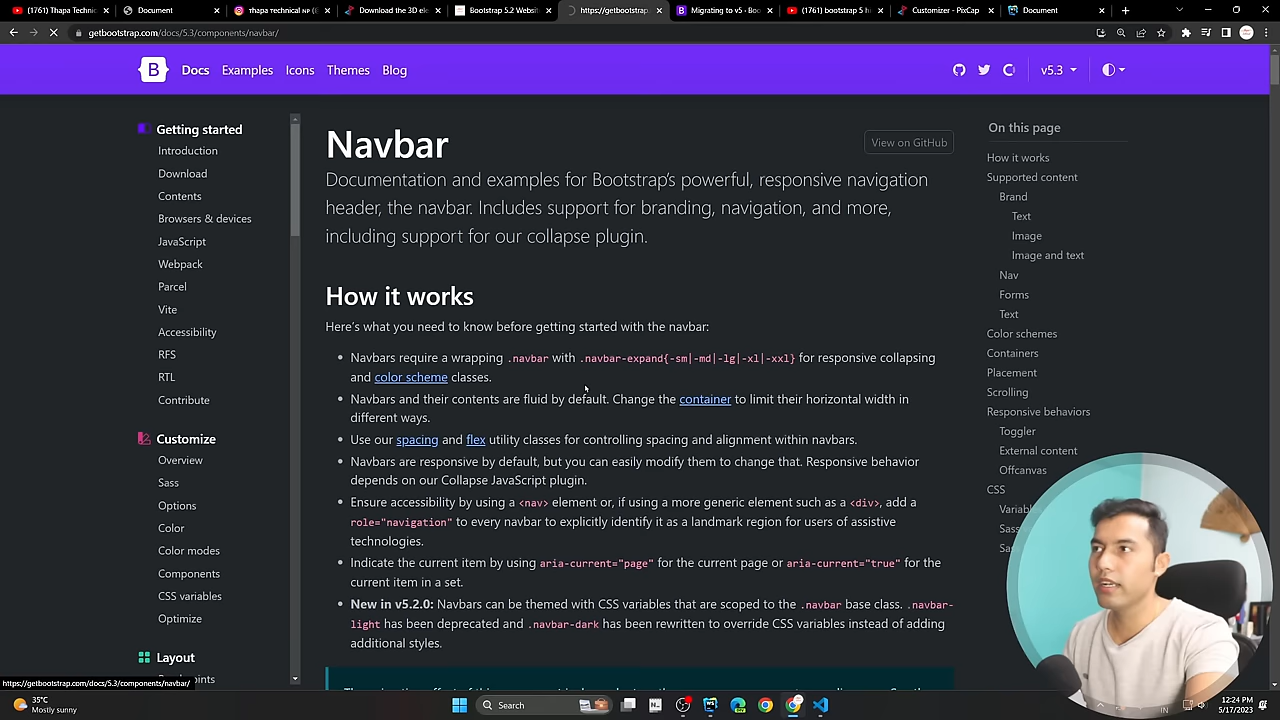 (1761) Thapa Technic
Document
thapa technical NP (
Download the 3D ele
Bootstrap 5.2 Websit
https://getbootstrap.
Migrating to v5 · Boo
(1761) bootstrap 5 h
Customizer - PixCap
Document
getbootstrap.com/docs/5.3/components/navbar/
B
Docs
Examples
Icons
Themes
Blog
v5.3
Getting started
Introduction
Download
Contents
Browsers & devices
JavaScript
Webpack
Parcel
Vite
Accessibility
RFS
RTL
Contribute
Customize
Overview
Sass
Options
Color
Color modes
Components
CSS variables
Optimize
Layout
Navbar
View on GitHub
Documentation and examples for Bootstrap's powerful, responsive navigation
header, the navbar. Includes support for branding, navigation, and more,
including support for our collapse plugin.
How it works
Here's what you need to know before getting started with the navbar:
Navbars require a wrapping .navbar with .navbar-expand{-sm|-md|-lg|-xl|-xxl} for responsive collapsing
and color scheme classes.
Navbars and their contents are fluid by default. Change the container to limit their horizontal width in
different ways.
Use our spacing and flex utility classes for controlling spacing and alignment within navbars.
Navbars are responsive by default, but you can easily modify them to change that. Responsive behavior
depends on our Collapse JavaScript plugin.
Ensure accessibility by using a <nav> element or, if using a more generic element such as a <div>, add a
role="navigation" to every navbar to explicitly identify it as a landmark region for users of assistive
technologies.
Indicate the current item by using aria-current="page" for the current page or aria-current="true" for the
current item in a set.
New in v5.2.0: Navbars can be themed with CSS variables that are scoped to the .navbar base class. .navbar-
light has been deprecated and .navbar-dark has been rewritten to override CSS variables instead of adding
additional styles.
On this page
How it works
Supported content
Brand
Text
Image
Image and text
Nav
Forms
Text
Color schemes
Containers
Placement
Scrolling
Responsive behaviors
Toggler
External content
Offcanvas
CSS
Variabl
Sass
Sa
https://getbootstrap.com/docs/5.3/components/navbar/
35°C
Mostly sunny
Search
IN
12:24 PM
5/17/2023